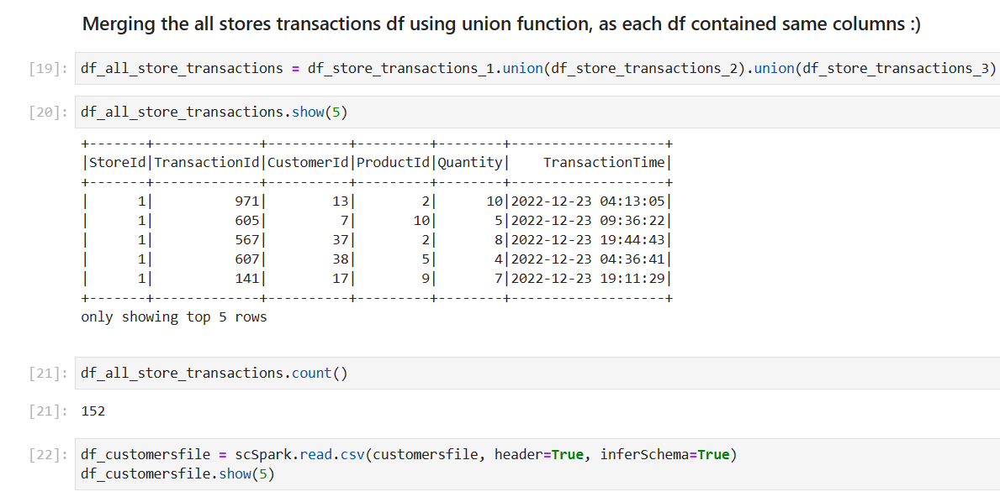 Merging the all stores transactions df using union function, as each df contained same columns :)
[19]: df_all_store_transactions = df_store_transactions_1.union(df_store_transactions_2).union(df_store_transactions_3)
[20]: df_all_store_transactions.show(5)
+-------+-------------+----------+---------+--------+-------------------+
|StoreId|TransactionId|CustomerId|ProductId|Quantity|    TransactionTime|
+-------+-------------+----------+---------+--------+-------------------+
|      1|          971|        13|        2|      10|2022-12-23 04:13:05|
|      1|          605|         7|       10|       5|2022-12-23 09:36:22|
|      1|          567|        37|        2|       8|2022-12-23 19:44:43|
|      1|          607|        38|        5|       4|2022-12-23 04:36:41|
|      1|          141|        17|        9|       7|2022-12-23 19:11:29|
+-------+-------------+----------+---------+--------+-------------------+
only showing top 5 rows
[21]: df_all_store_transactions.count()
[21]: 152
[22]: df_customersfile = scSpark.read.csv(customersfile, header=True, inferSchema=True)
df_customersfile.show(5)